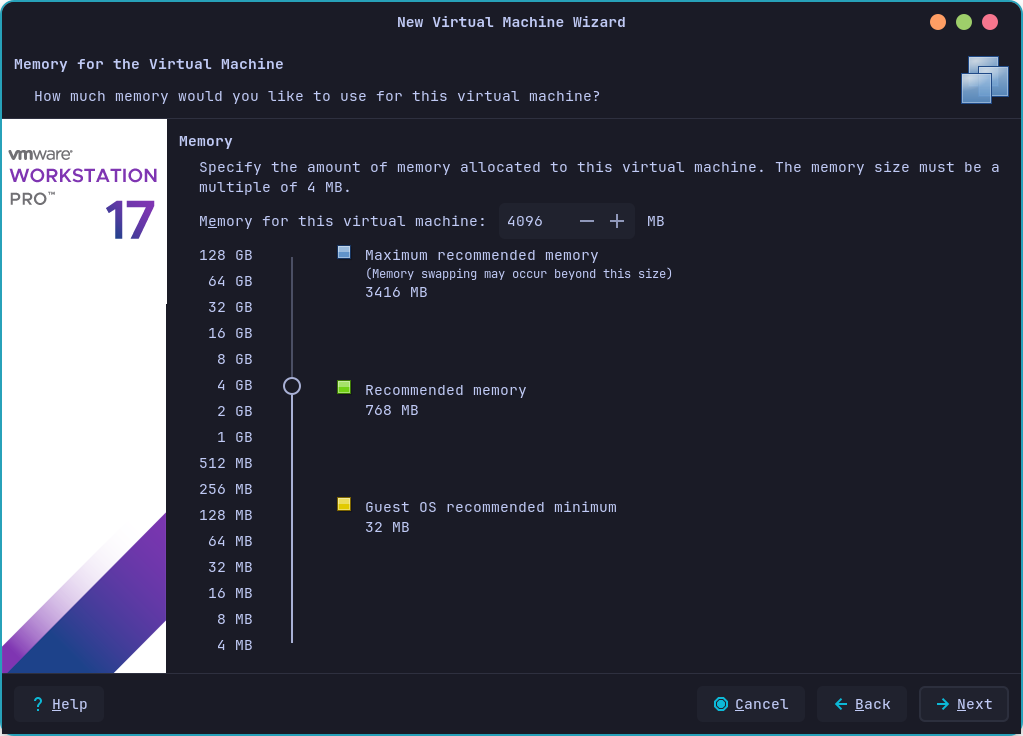 New Virtual Machine Wizard
Memory for the Virtual Machine
How much memory would you like to use for this virtual machine?
vmware®
WORKSTATION
PRO™
17
Memory
Specify the amount of memory allocated to this virtual machine. The memory size must be a
multiple of 4 MB.
Memory for this virtual machine: 4096 — + MB
128 GB
64 GB
32 GB
16 GB
8 GB
4 GB
2 GB
1 GB
512 MB
256 MB
128 MB
64 MB
32 MB
16 MB
8 MB
4 MB
Maximum recommended memory
(Memory swapping may occur beyond this size)
3416 MB
Recommended memory
768 MB
Guest OS recommended minimum
32 MB
? Help
Cancel
Back
Next